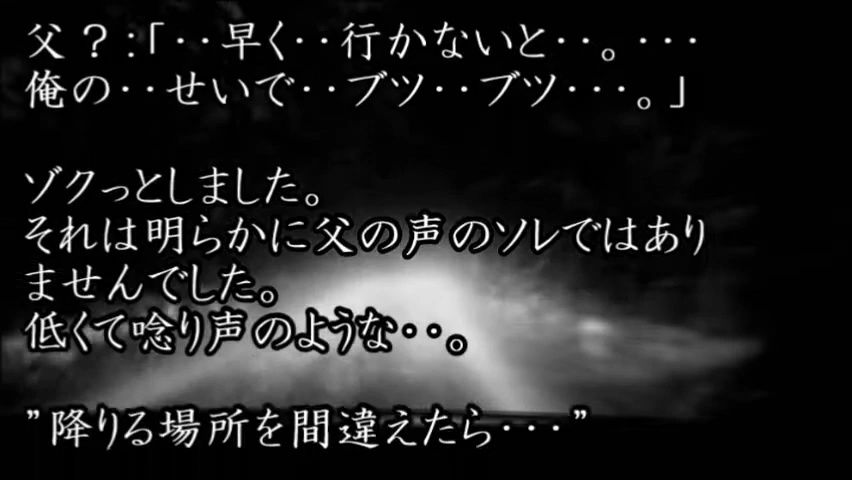 父？:「‥早く‥行かないと‥。･･･
俺の‥せいで‥ブツ‥ブツ･･･。」
ゾクっとしました。
それは明らかに父の声のソレではあり
ませんでした。
低くて唸り声のような‥。
”降りる場所を間違えたら･･･”